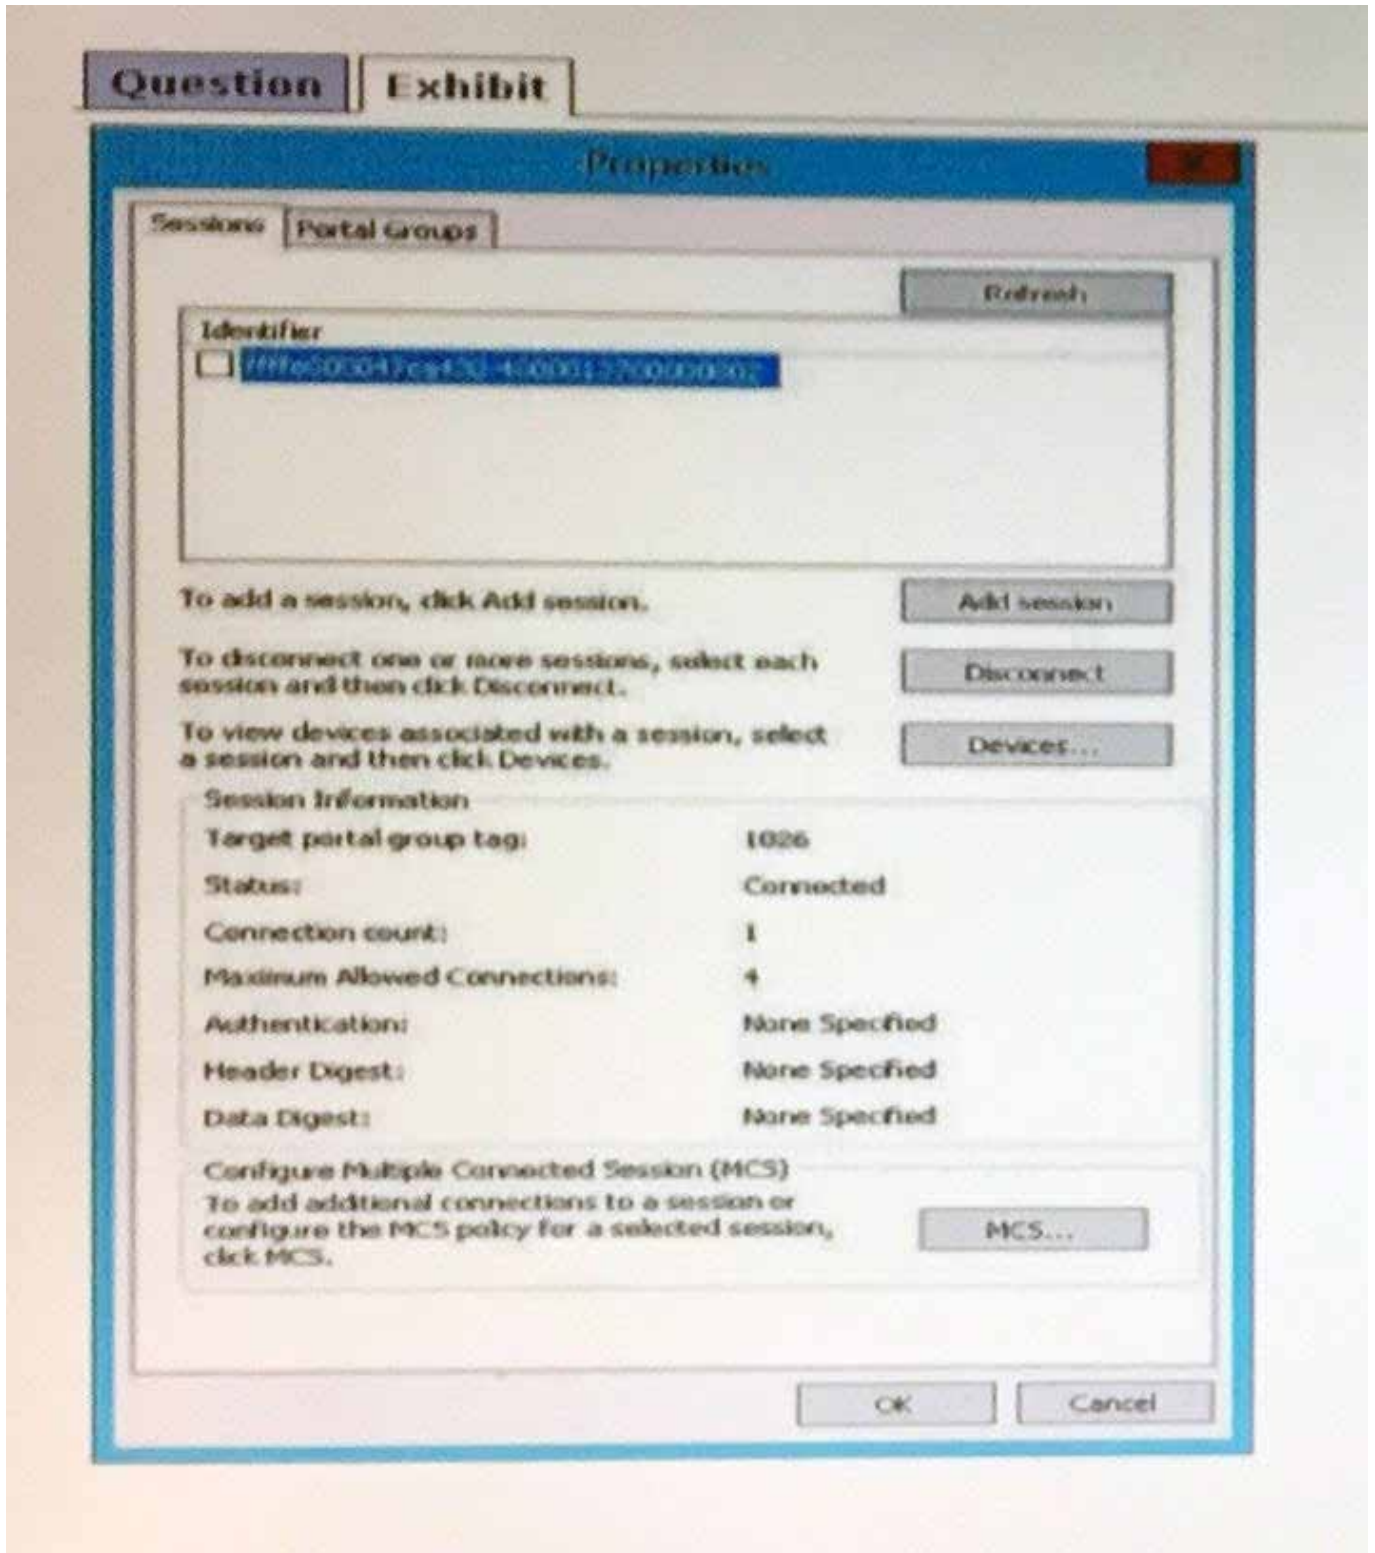 Question Exhibit
Properties
Sessions Portal Groups
Refresh
Identifier
To add a session, click Add session.
Add session
To disconnect one or more sessions, select each
session and then click Disconnect.
Disconnect
To view devices associated with a session, select
a session and then click Devices.
Devices...
Session Information
Target portal group tag: 1026
Status: Connected
Connection count: 1
Maximum Allowed Connections: 4
Authentication: None Specified
Header Digest: None Specified
Data Digest: None Specified
Configure Multiple Connected Session (MCS)
To add additional connections to a session or
configure the MCS policy for a selected session,
click MCS.
MCS...
OK Cancel